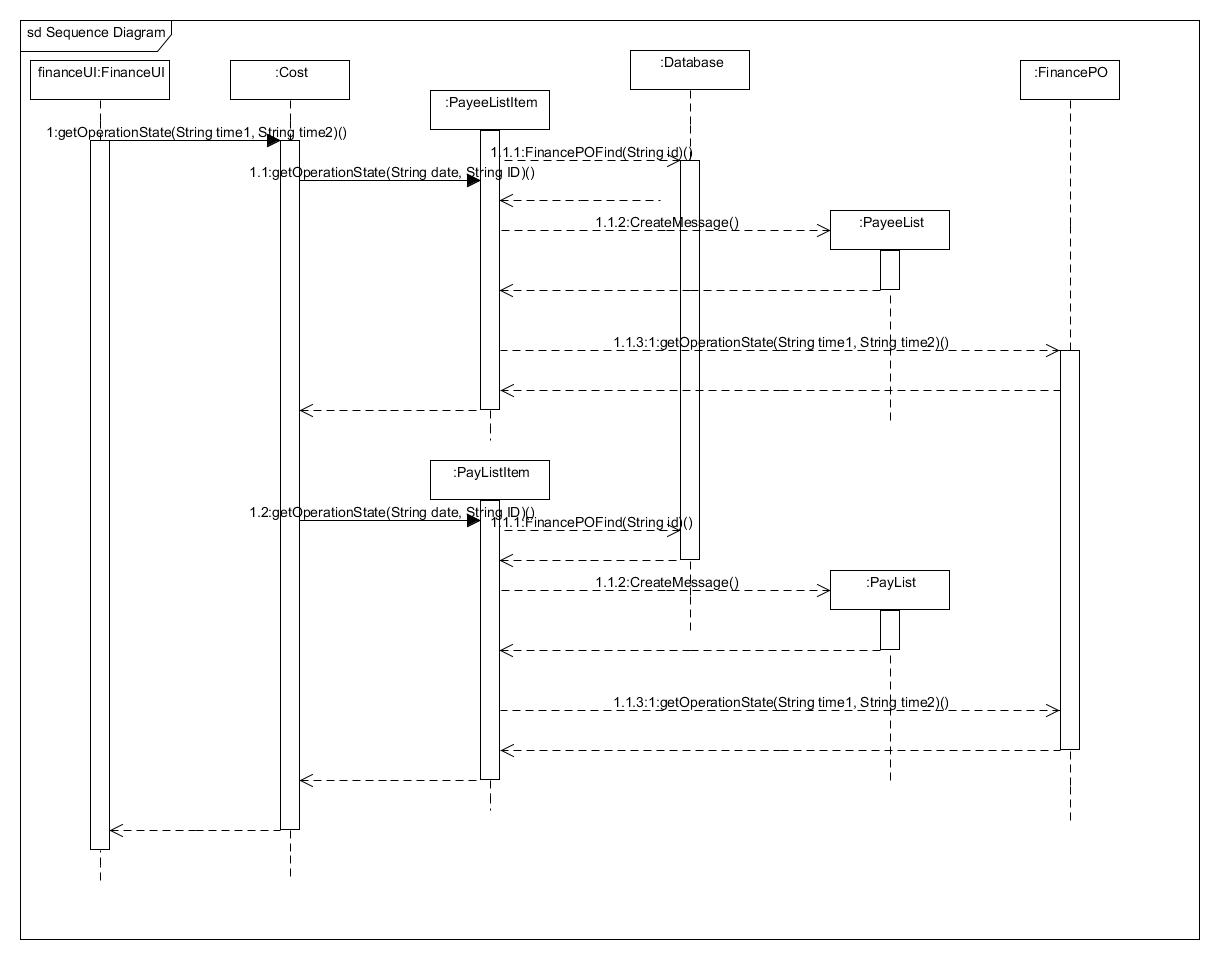 sd Sequence Diagram
financeUI:FinanceUI
:Cost
:PayeeListItem
:Database
:FinancePO
1:getOperationState(String time1, String time2)()
1.1.1:FinancePOFind(String id)()
1.1:getOperationState(String date, String ID)()
1.1.2:CreateMessage()
:PayeeList
1.1.3:1:getOperationState(String time1, String time2)()
:PayListItem
1.2:getOperationState(String date, String ID)()
1.1.1:FinancePOFind(String id)()
1.1.2:CreateMessage()
:PayList
1.1.3:1:getOperationState(String time1, String time2)()